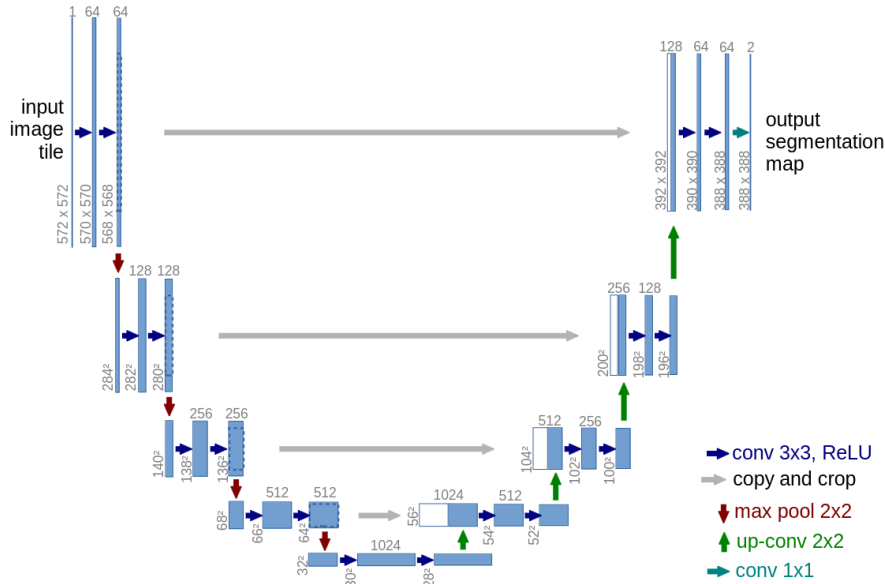 1 64 64
input
image
tile
572 x 572
570 x 570
568 x 568
128 64 64 2
392 x 392
390 x 390
388 x 388
388 x 388
output
segmentation
map
128 128
284²
282²
280²
256 128
200²
198²
196²
256 256
140²
138²
136²
512 256
104²
102²
100²
512 512
68²
66²
64²
1024 512
56²
54²
52²
1024
32²
30²
28²
conv 3x3, ReLU
copy and crop
max pool 2x2
up-conv 2x2
conv 1x1